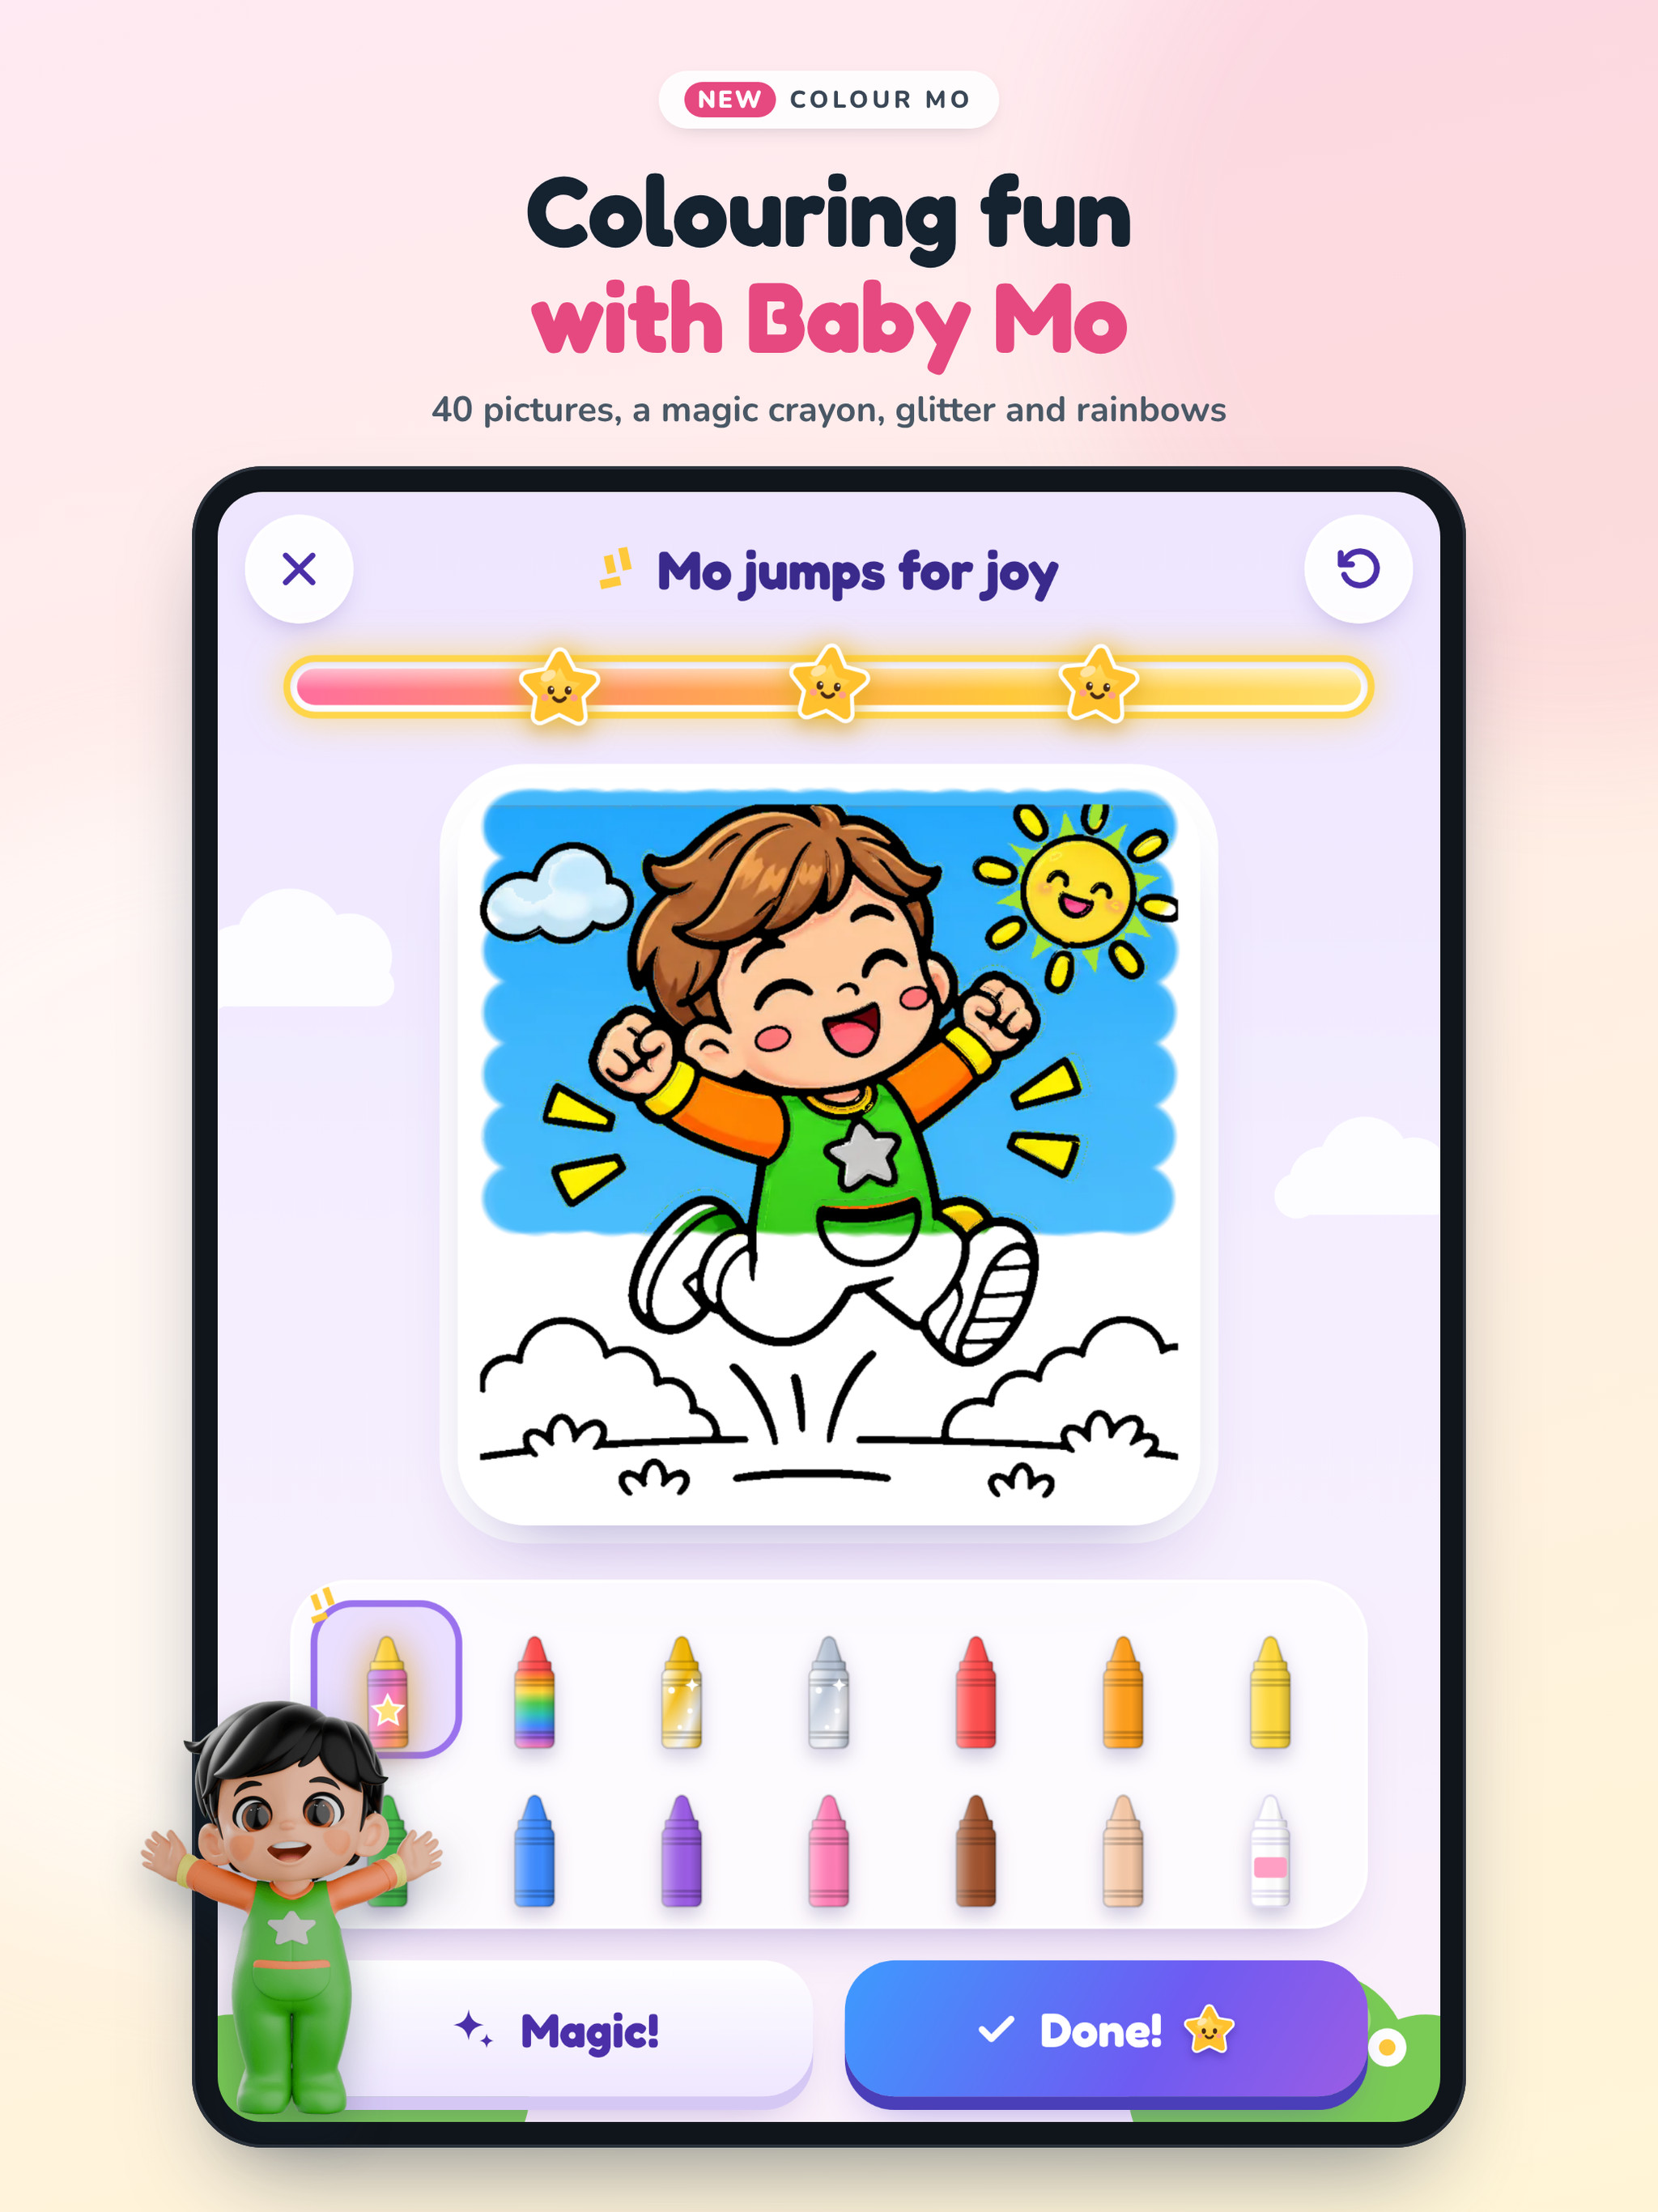 NEW COLOUR MO
Colouring fun
with Baby Mo
40 pictures, a magic crayon, glitter and rainbows
Mo jumps for joy
Magic!
Done!